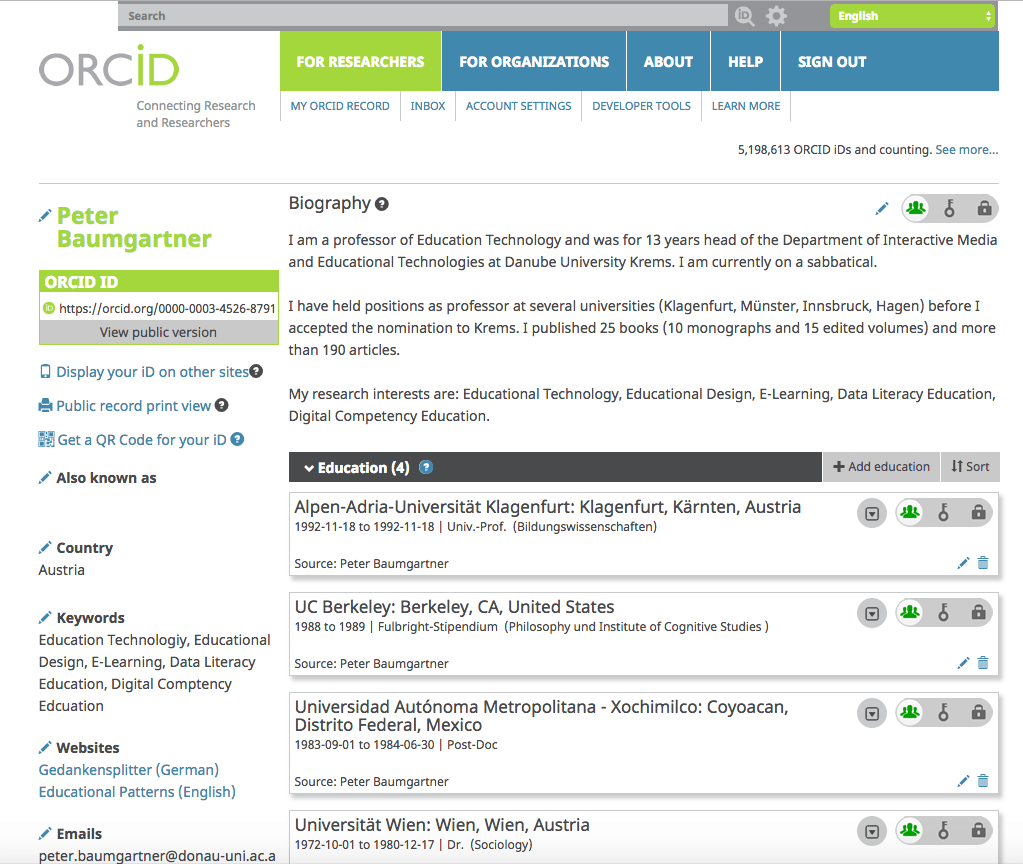 Search
English
ORCID
Connecting Research
and Researchers
FOR RESEARCHERS
FOR ORGANIZATIONS
ABOUT
HELP
SIGN OUT
MY ORCID RECORD
INBOX
ACCOUNT SETTINGS
DEVELOPER TOOLS
LEARN MORE
5,198,613 ORCID iDs and counting. See more...
Peter
Baumgartner
ORCID ID
iD https://orcid.org/0000-0003-4526-8791
View public version
Display your iD on other sites ?
Public record print view ?
Get a QR Code for your iD ?
Also known as
Country
Austria
Keywords
Education Technologiy, Educational
Design, E-Learning, Data Literacy
Education, Digital Comptency
Edcuation
Websites
Gedankensplitter (German)
Educational Patterns (English)
Emails
peter.baumgartner@donau-uni.ac.a
Biography ?
I am a professor of Education Technology and was for 13 years head of the Department of Interactive Media
and Educational Technologies at Danube University Krems. I am currently on a sabbatical.
I have held positions as professor at several universities (Klagenfurt, Münster, Innsbruck, Hagen) before I
accepted the nomination to Krems. I published 25 books (10 monographs and 15 edited volumes) and more
than 190 articles.
My research interests are: Educational Technology, Educational Design, E-Learning, Data Literacy Education,
Digital Competency Education.
Education (4) ?
Add education
Sort
Alpen-Adria-Universität Klagenfurt: Klagenfurt, Kärnten, Austria
1992-11-18 to 1992-11-18 | Univ.-Prof. (Bildungswissenschaften)
Source: Peter Baumgartner
UC Berkeley: Berkeley, CA, United States
1988 to 1989 | Fulbright-Stipendium (Philosophy und Institute of Cognitive Studies )
Source: Peter Baumgartner
Universidad Autónoma Metropolitana - Xochimilco: Coyoacan,
Distrito Federal, Mexico
1983-09-01 to 1984-06-30 | Post-Doc
Source: Peter Baumgartner
Universität Wien: Wien, Wien, Austria
1972-10-01 to 1980-12-17 | Dr. (Sociology)